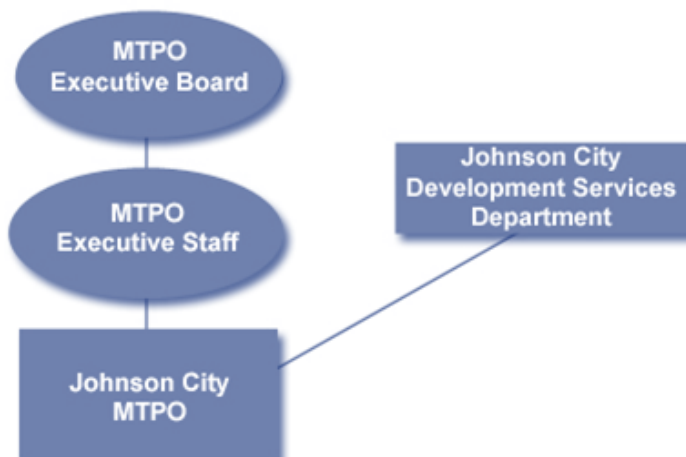 MTPO
Executive Board
Johnson City
Development Services
Department
MTPO
Executive Staff
Johnson City
MTPO